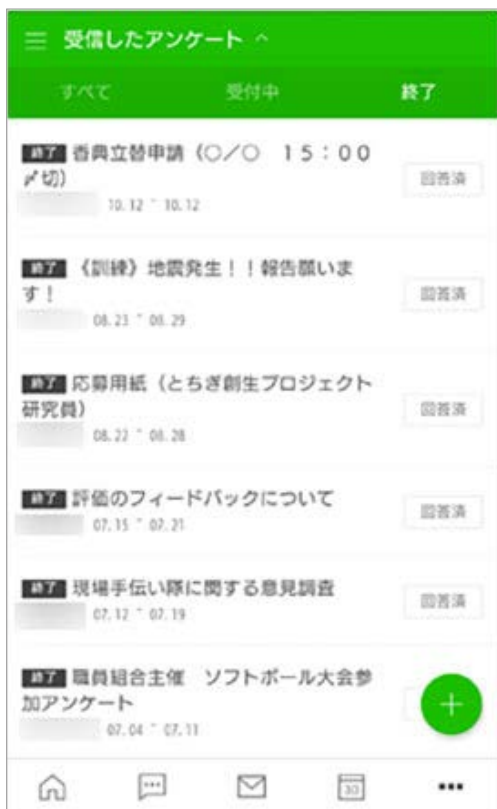 受信したアンケート
すべて 受付中 終了
終了 香典立替申請（○／○　１５：００
〆切）
回答済
10. 12 ~ 10. 12
終了 《訓練》地震発生！！報告願いま
す！
回答済
08. 23 ~ 08. 29
終了 応募用紙（とちぎ創生プロジェクト
研究員）
回答済
08. 22 ~ 08. 28
終了 評価のフィードバックについて
回答済
07. 15 ~ 07. 21
終了 現場手伝い隊に関する意見調査
回答済
07. 12 ~ 07. 19
終了 職員組合主催　ソフトボール大会参
加アンケート
07. 04 ~ 07. 11
30